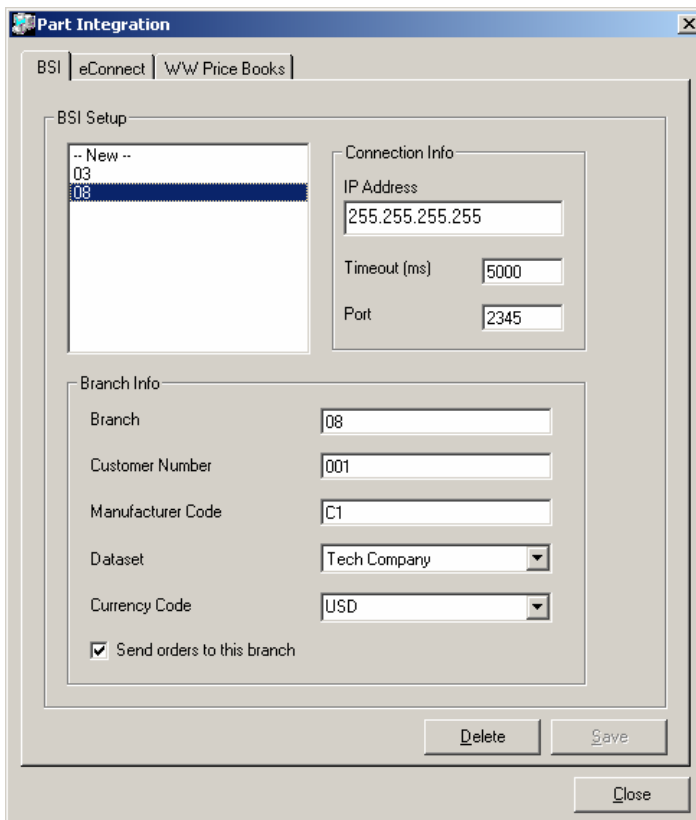 Part Integration
BSI eConnect WW Price Books
BSI Setup
-- New --
03
08
Connection Info
IP Address
255.255.255.255
Timeout (ms) 5000
Port 2345
Branch Info
Branch 08
Customer Number 001
Manufacturer Code C1
Dataset Tech Company
Currency Code USD
Send orders to this branch
Delete Save
Close